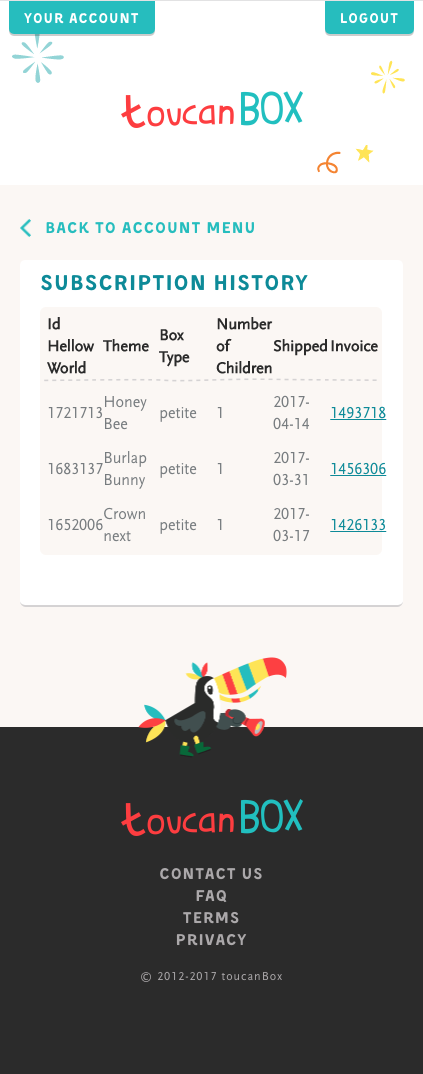 YOUR ACCOUNT
LOGOUT
toucanBOX
BACK TO ACCOUNT MENU
SUBSCRIPTION HISTORY
Id Hellow World Theme Box Type Number of Children Shipped Invoice
1721713 Honey Bee petite 1 2017-04-14 1493718
1683137 Burlap Bunny petite 1 2017-03-31 1456306
1652006 Crown next petite 1 2017-03-17 1426133
toucanBOX
CONTACT US
FAQ
TERMS
PRIVACY
© 2012-2017 toucanBox